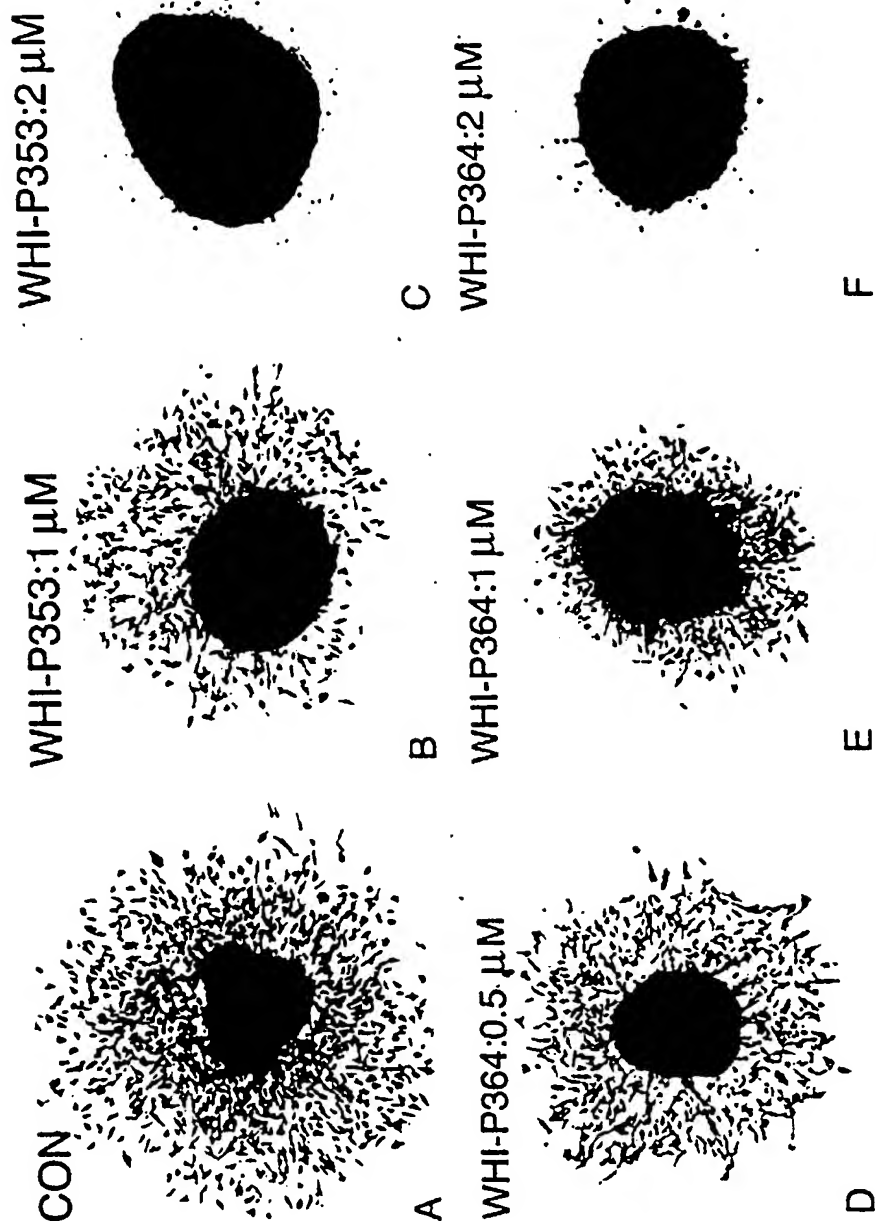 CON
A
WHI-P353:1 μM
B
WHI-P353:2 μM
C
WHI-P364:0.5 μM
D
WHI-P364:1 μM
E
WHI-P364:2 μM
F